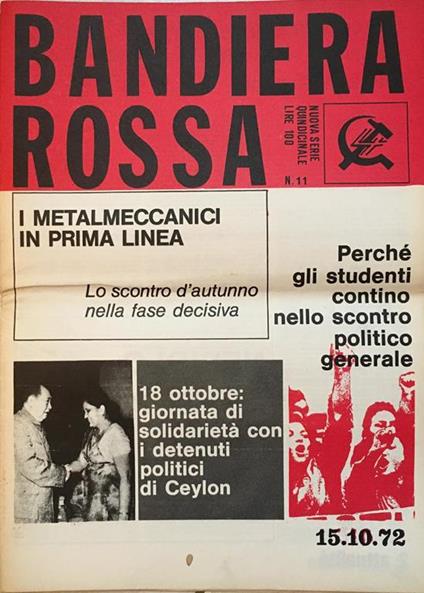 BANDIERA
ROSSA
NUOVA SERIE
QUINDICINALE
LIRE 100
N. 11
I METALMECCANICI
IN PRIMA LINEA
Lo scontro d'autunno
nella fase decisiva
Perché
gli studenti
contino
nello scontro
politico
generale
18 ottobre:
giornata di
solidarietà con
i detenuti
politici
di Ceylon
15.10.72